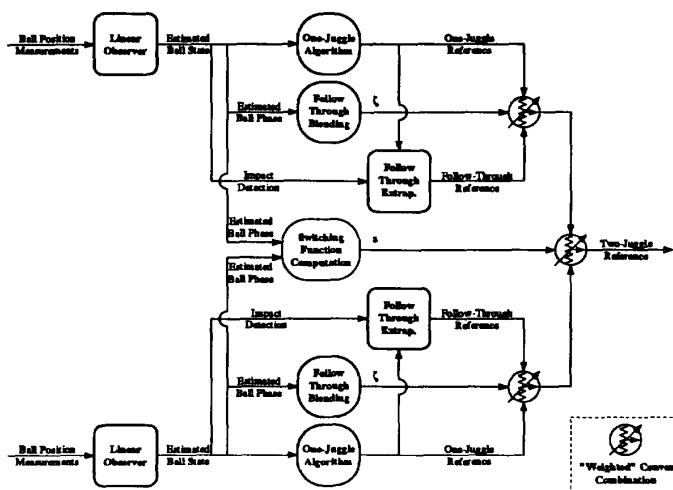 Ball Position
Measurements
Linear
Observer
Estimated
Ball State
One-Juggle
Algorithm
One-Juggle
Reference
Estimated
Ball Phase
Follow
Through
Blending
ζ
Impact
Detection
Follow
Through
Extrap.
Follow-Through
Reference
Estimated
Ball Phase
Estimated
Ball Phase
Switching
Function
Computation
s
Two-Juggle
Reference
Impact
Detection
Follow
Through
Extrap.
Follow-Through
Reference
Estimated
Ball Phase
Follow
Through
Blending
ζ
Ball Position
Measurements
Linear
Observer
Estimated
Ball State
One-Juggle
Algorithm
One-Juggle
Reference
"Weighted" Conver
Combination